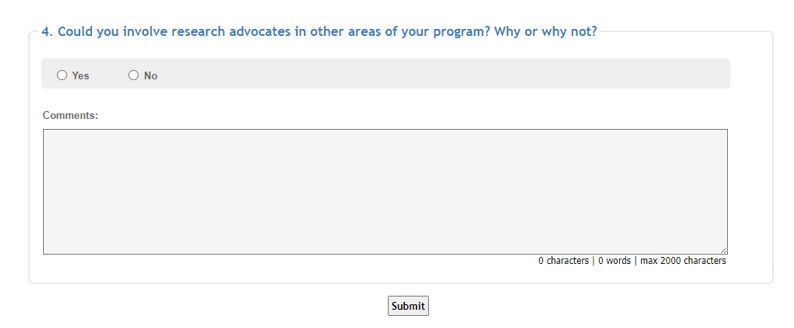 4. Could you involve research advocates in other areas of your program? Why or why not?
Yes No
Comments:
0 characters | 0 words | max 2000 characters
Submit